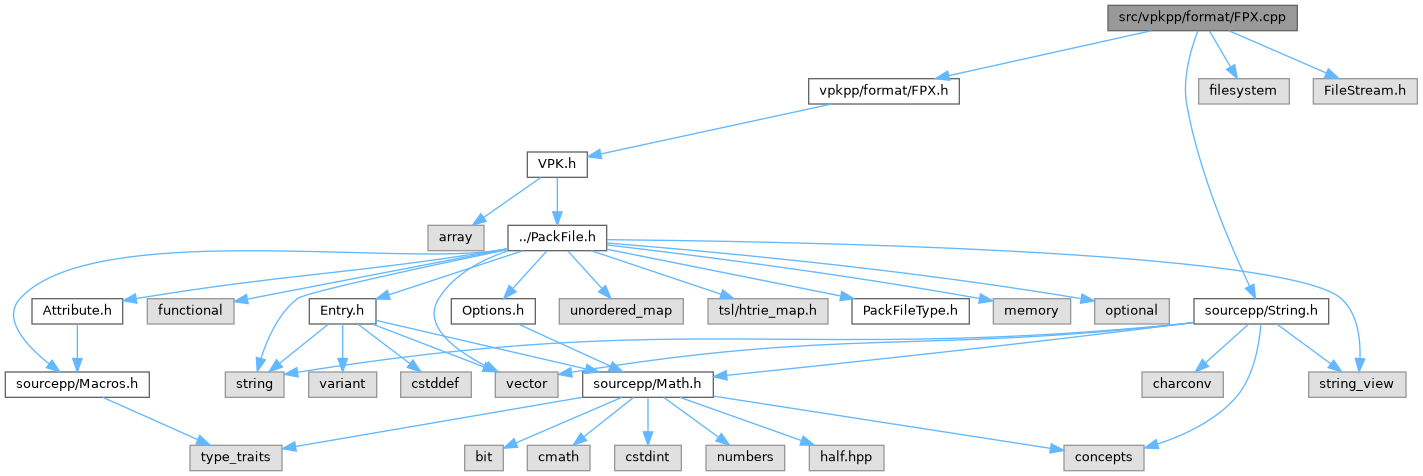 src/vpkpp/format/FPX.cpp
vpkpp/format/FPX.h
filesystem
FileStream.h
VPK.h
array
../PackFile.h
Attribute.h
functional
Entry.h
Options.h
unordered_map
tsl/htrie_map.h
PackFileType.h
memory
optional
sourcepp/String.h
sourcepp/Macros.h
string
variant
cstddef
vector
sourcepp/Math.h
charconv
string_view
type_traits
bit
cmath
cstdint
numbers
half.hpp
concepts